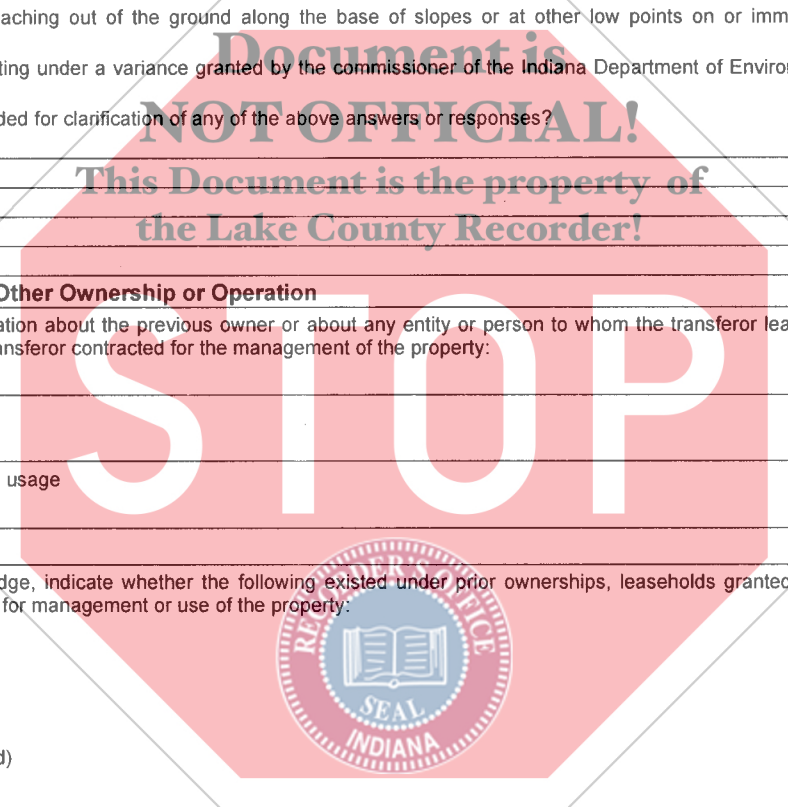 aching out of the ground along the base of slopes or at other low points on or imm
Document is
ting under a variance granted by the commissioner of the Indiana Department of Enviro
NOT OFFICIAL!
ded for clarification of any of the above answers or responses?
This Document is the property of
the Lake County Recorder!
Other Ownership or Operation
ation about the previous owner or about any entity or person to whom the transferor lea
ansferor contracted for the management of the property:
STOP
usage
dge, indicate whether the following existed under prior ownerships, leaseholds granted
for management or use of the property:
RECORDER'S OFFICE
SEAL
INDIANA
d)